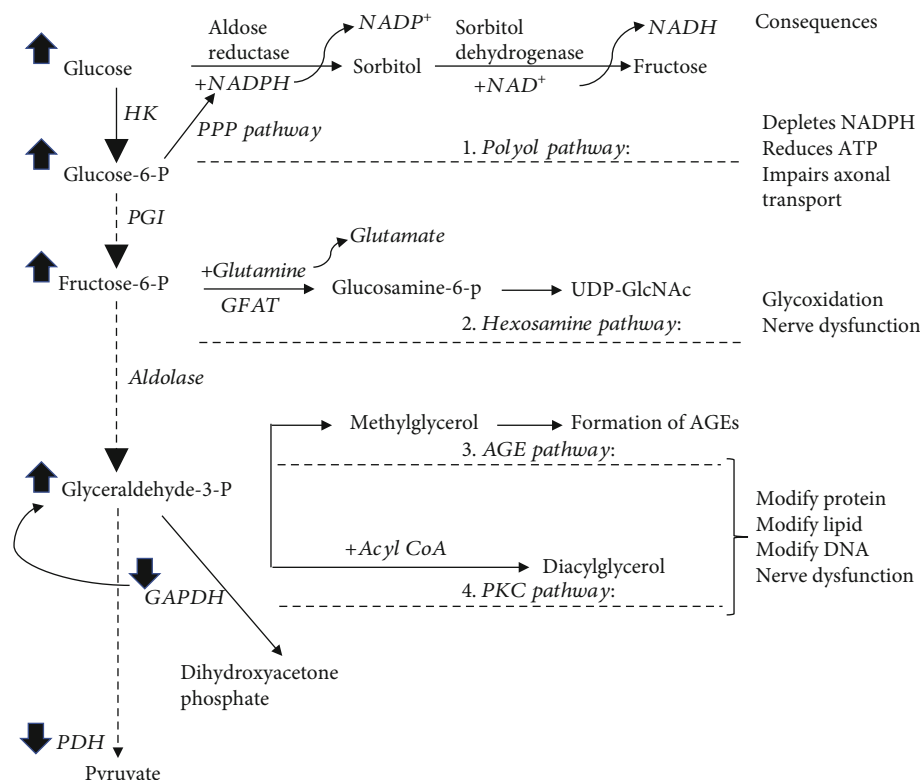 Aldose
reductase
NADP+
Sorbitol
dehydrogenase
NADH
Consequences
Glucose
+NADPH
Sorbitol
+NAD+
Fructose
HK
PPP pathway
Glucose-6-P
1. Polyol pathway:
Depletes NADPH
Reduces ATP
Impairs axonal
transport
PGI
Glutamate
+Glutamine
Fructose-6-P
GFAT
Glucosamine-6-p
UDP-GlcNAc
2. Hexosamine pathway:
Glycoxidation
Nerve dysfunction
Aldolase
Methylglycerol
Formation of AGEs
3. AGE pathway:
Glyceraldehyde-3-P
+Acyl CoA
Diacylglycerol
4. PKC pathway:
Modify protein
Modify lipid
Modify DNA
Nerve dysfunction
GAPDH
Dihydroxyacetone
phosphate
PDH
Pyruvate